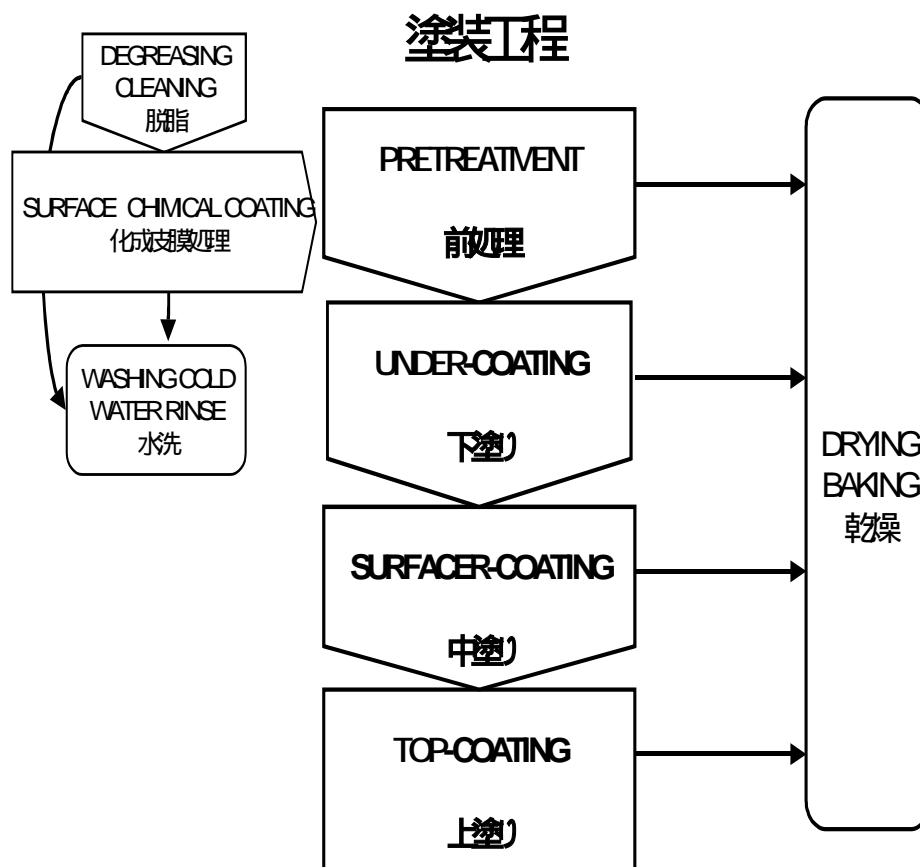 塗装工程
DEGREASING
CLEANING
脱脂
SURFACE CHIMICAL COATING
化成皮膜処理
WASHING COLD
WATER RINSE
水洗
PRETREATMENT
前処理
UNDER-COATING
下塗り
SURFACER-COATING
中塗り
TOP-COATING
上塗り
DRYING
BAKING
乾燥